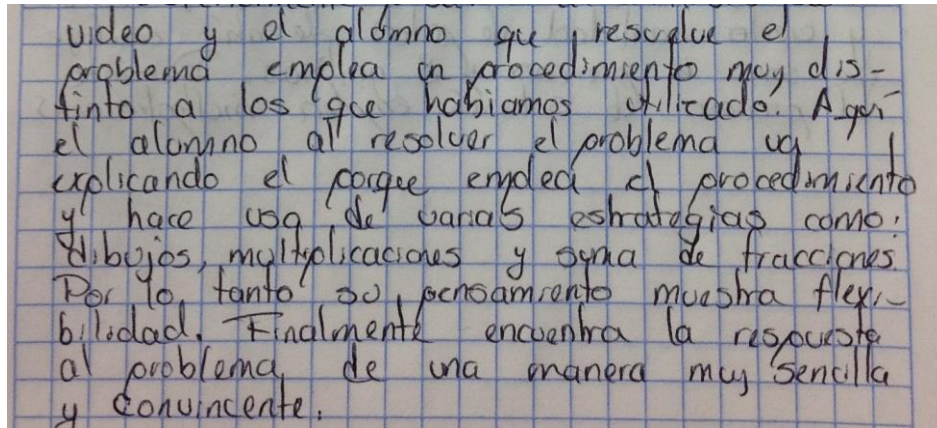 video y el alumno que resuelve el
problema emplea un procedimiento muy dis-
tinto a los que habiamos utilizado. Aquí
el alumno al resolver el problema va
explicando el porque emplea el procedimiento
y hace uso de varias estrategias como:
dibujos, multiplicaciones y suma de fracciones.
Por lo tanto su pensamiento muestra flexi-
bilidad. Finalmente encuentra la respuesta
al problema de una manera muy sencilla
y convincente.